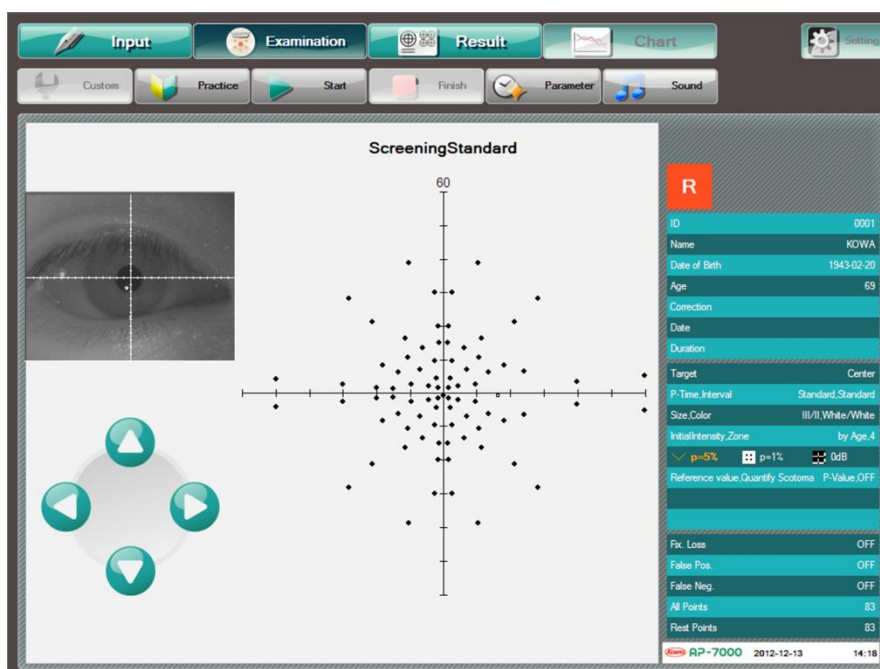 Input Examination Result Chart Setting
Custom Practice Start Finish Parameter Sound
ScreeningStandard
60
R
ID 0001
Name KOWA
Date of Birth 1943-02-20
Age 69
Correction
Date
Duration
Target Center
P-Time,Interval Standard,Standard
Size,Color III/II,White/White
InitialIntensity,Zone by Age,4
p=5% p=1% 0dB
Reference value,Quantify Scotoma P-Value,OFF
Fix. Loss OFF
False Pos. OFF
False Neg. OFF
All Points 83
Rest Points 83
Kowa AP-7000 2012-12-13 14:18